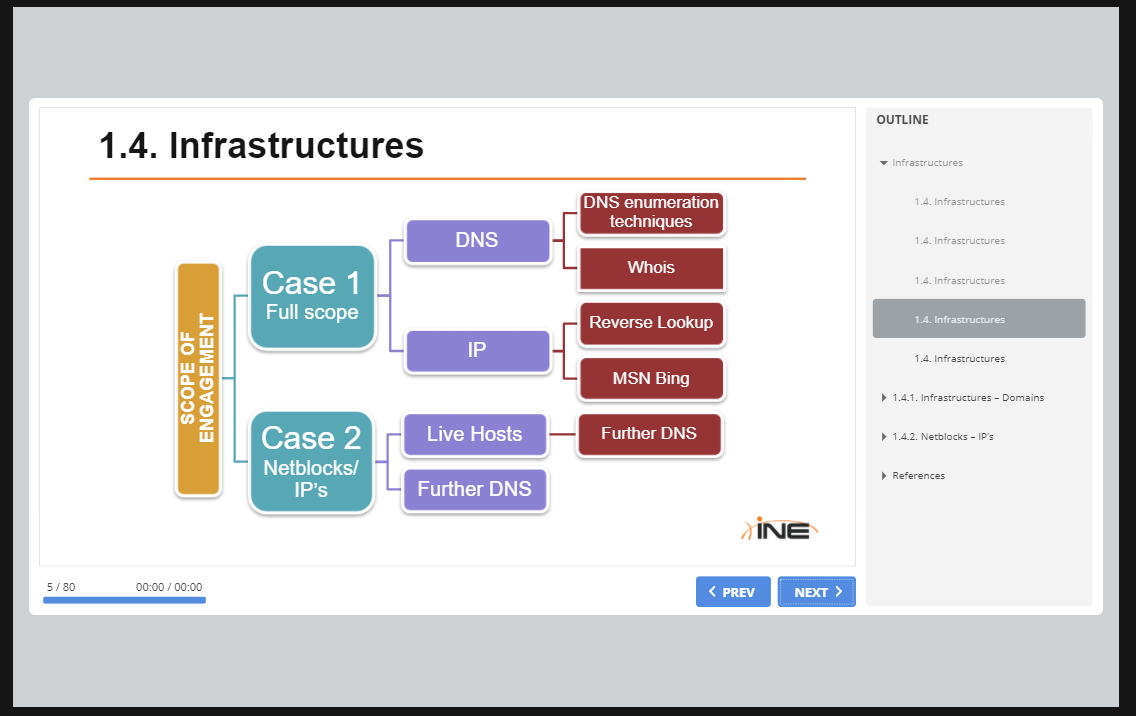 1.4. Infrastructures
SCOPE OF
ENGAGEMENT
Case 1
Full scope
DNS
DNS enumeration
techniques
Whois
IP
Reverse Lookup
MSN Bing
Case 2
Netblocks/
IP's
Live Hosts
Further DNS
Further DNS
INE
5 / 80
00:00 / 00:00
PREV
NEXT
OUTLINE
Infrastructures
1.4. Infrastructures
1.4. Infrastructures
1.4. Infrastructures
1.4. Infrastructures
1.4. Infrastructures
1.4.1. Infrastructures – Domains
1.4.2. Netblocks – IP's
References